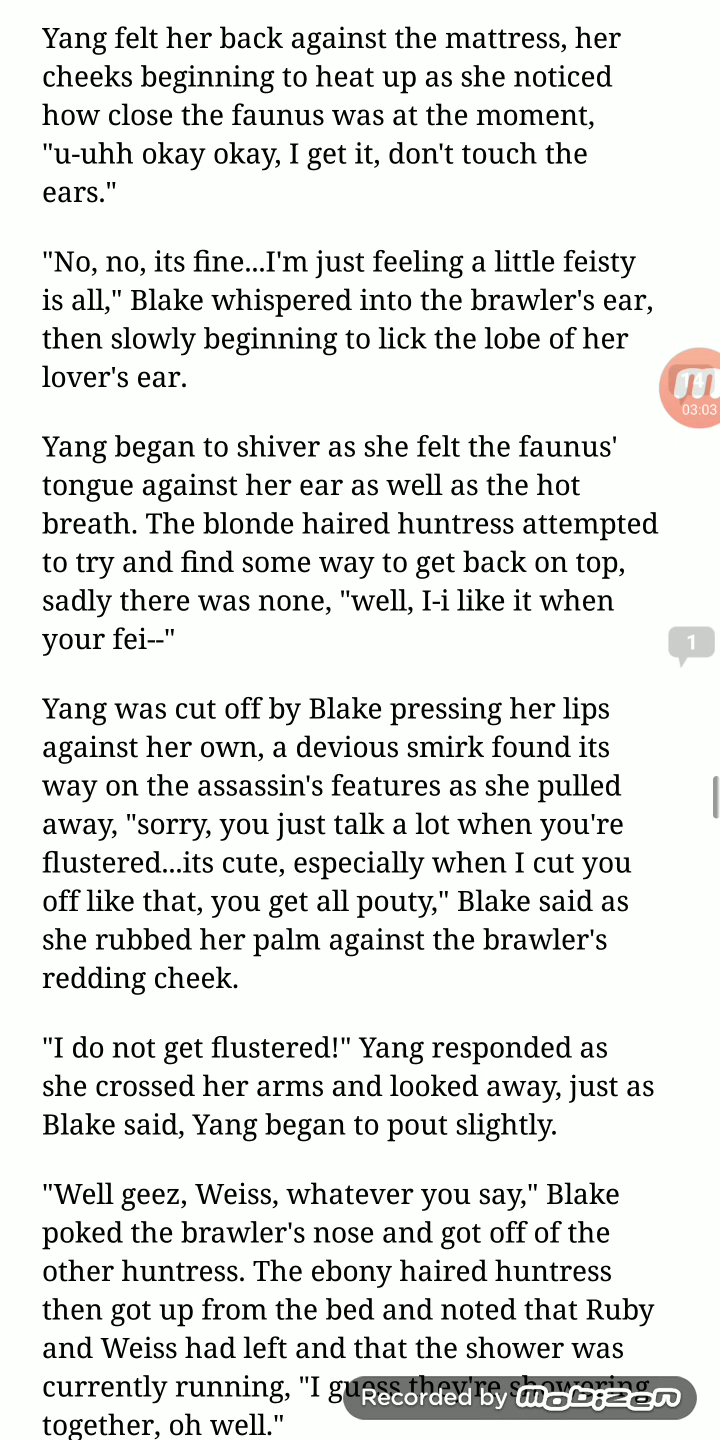 Yang felt her back against the mattress, her
cheeks beginning to heat up as she noticed
how close the faunus was at the moment,
"u-uhh okay okay, I get it, don't touch the
ears."
"No, no, its fine...I'm just feeling a little feisty
is all," Blake whispered into the brawler's ear,
then slowly beginning to lick the lobe of her
lover's ear.
14
03:03
Yang began to shiver as she felt the faunus'
tongue against her ear as well as the hot
breath. The blonde haired huntress attempted
to try and find some way to get back on top,
sadly there was none, "well, I-i like it when
your fei--"
1
Yang was cut off by Blake pressing her lips
against her own, a devious smirk found its
way on the assassin's features as she pulled
away, "sorry, you just talk a lot when you're
flustered...its cute, especially when I cut you
off like that, you get all pouty," Blake said as
she rubbed her palm against the brawler's
redding cheek.
"I do not get flustered!" Yang responded as
she crossed her arms and looked away, just as
Blake said, Yang began to pout slightly.
"Well geez, Weiss, whatever you say," Blake
poked the brawler's nose and got off of the
other huntress. The ebony haired huntress
then got up from the bed and noted that Ruby
and Weiss had left and that the shower was
currently running, "I guess they're showering
together, oh well."
Recorded by mobizen